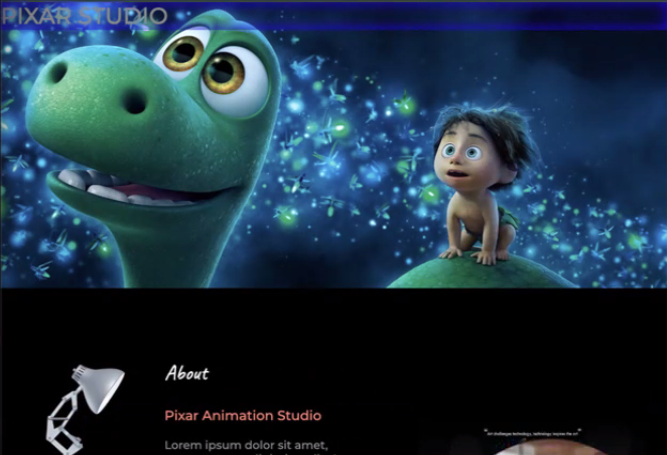 PIXAR STUDIO
About
Pixar Animation Studio
Lorem ipsum dolor sit amet,
"Art challenges technology, technology inspires the art"